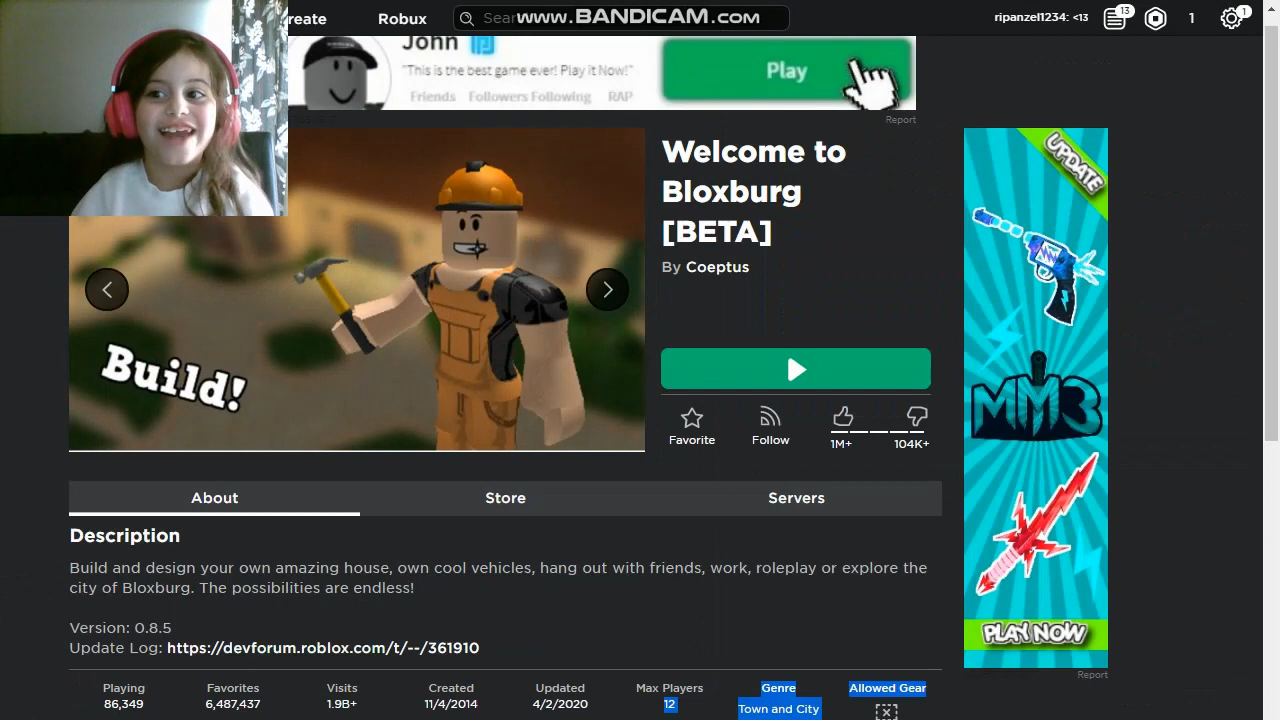 reate
Robux
Sear
www.BANDICAM.com
ripanzel1234: <13
13
1
1
John
"This is the best game ever! Play it Now!"
Friends Followers Following RAP
Play
Report
Build!
Welcome to
Bloxburg
[BETA]
By Coeptus
Favorite
Follow
1M+
104K+
UPDATE
MM3
PLAY NOW
Report
About
Store
Servers
Description
Build and design your own amazing house, own cool vehicles, hang out with friends, work, roleplay or explore the
city of Bloxburg. The possibilities are endless!
Version: 0.8.5
Update Log: https://devforum.roblox.com/t/--/361910
Playing Favorites Visits Created Updated Max Players Genre Allowed Gear
86,349 6,487,437 1.9B+ 11/4/2014 4/2/2020 12 Town and City